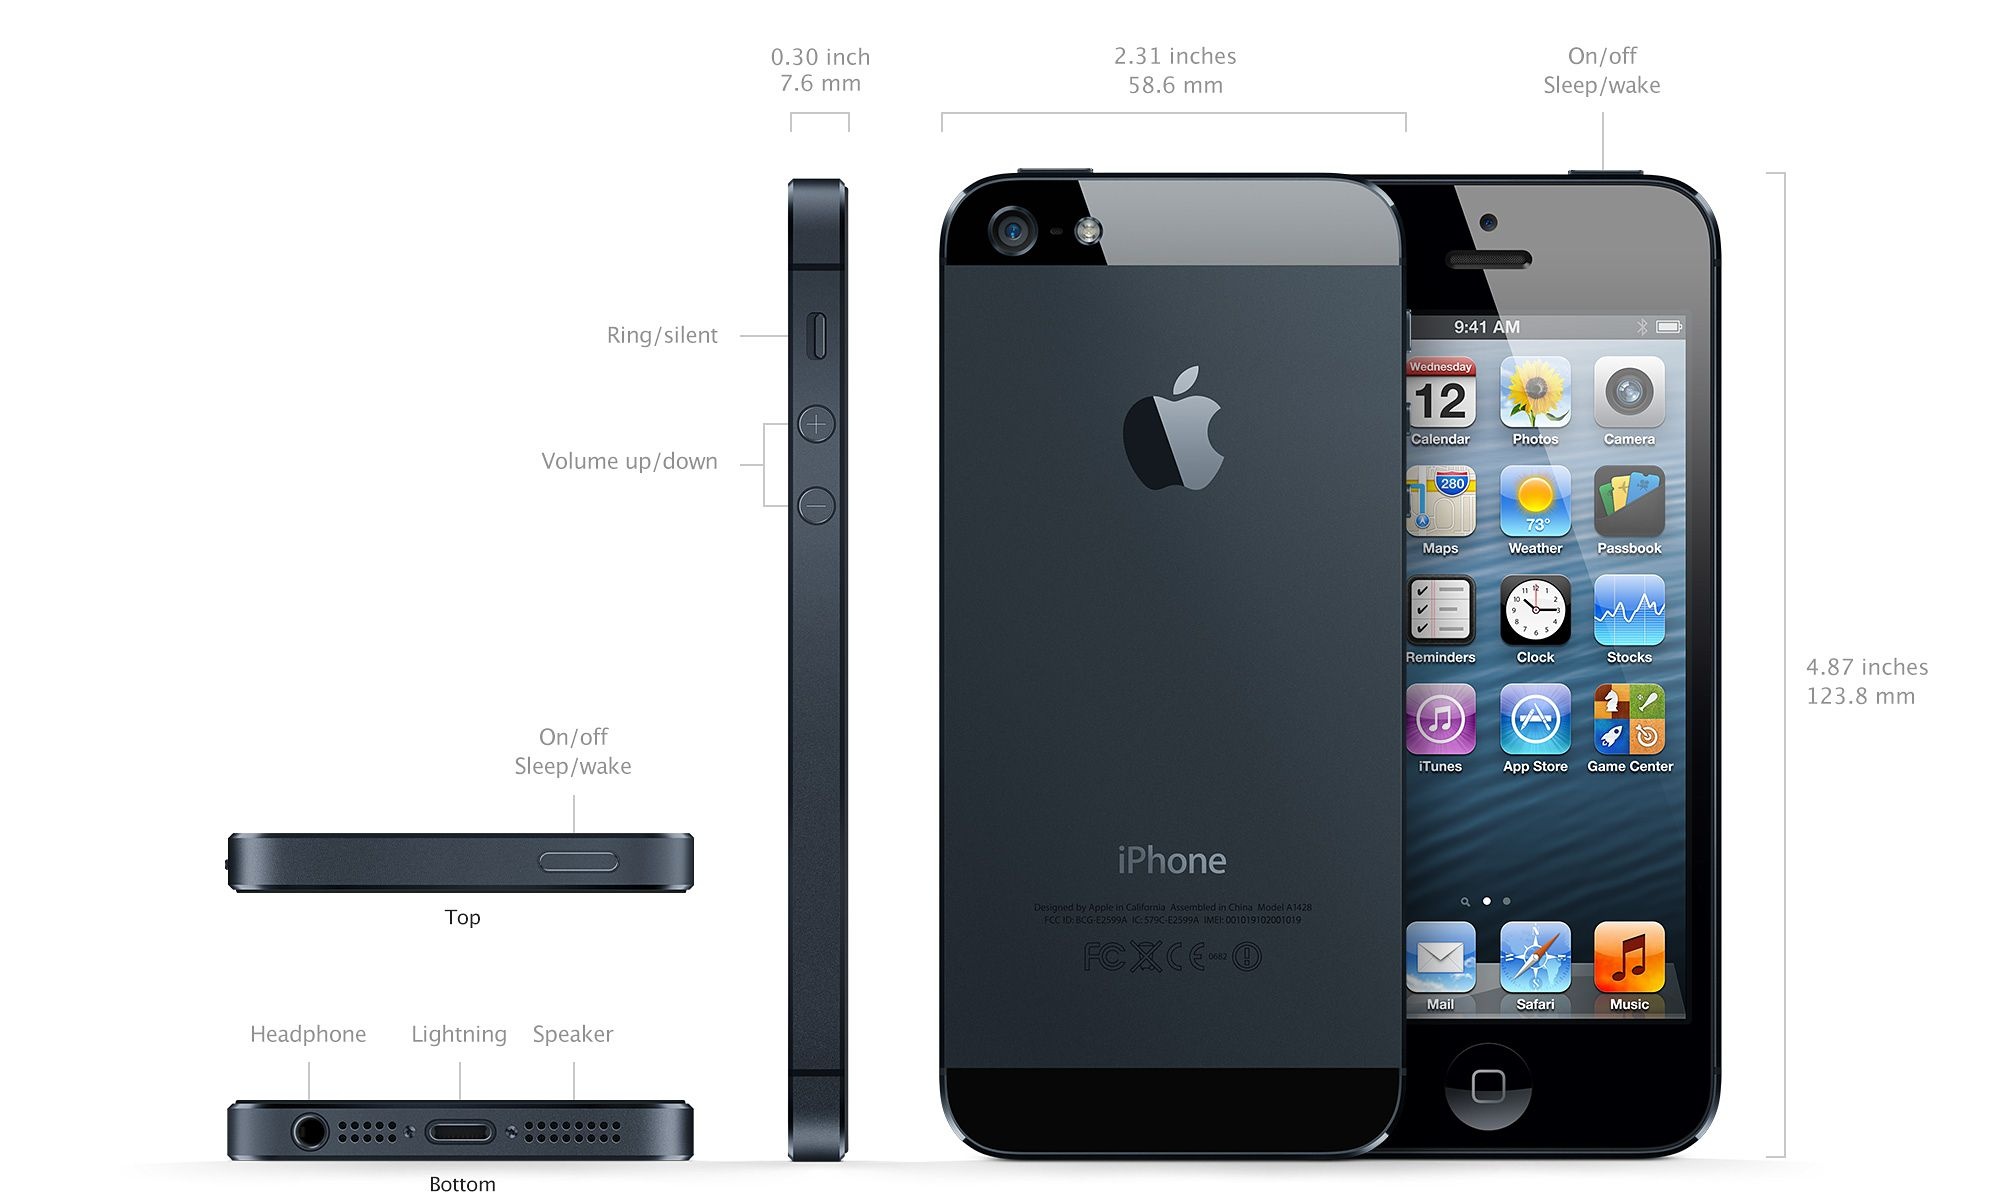 0.30 inch
7.6 mm
2.31 inches
58.6 mm
On/off
Sleep/wake
Ring/silent
Volume up/down
9:41 AM
Wednesday
12
Calendar
Photos
Camera
280
73°
Maps
Weather
Passbook
Reminders
Clock
Stocks
iTunes
App Store
Game Center
4.87 inches
123.8 mm
On/off
Sleep/wake
Top
iPhone
Designed by Apple in California Assembled in China Model A1428
FCC ID: BCG-E2599A IC: 579C-E2599A IMEI: 001019102001019
FC CE 0682
Mail
Safari
Music
Headphone
Lightning
Speaker
Bottom